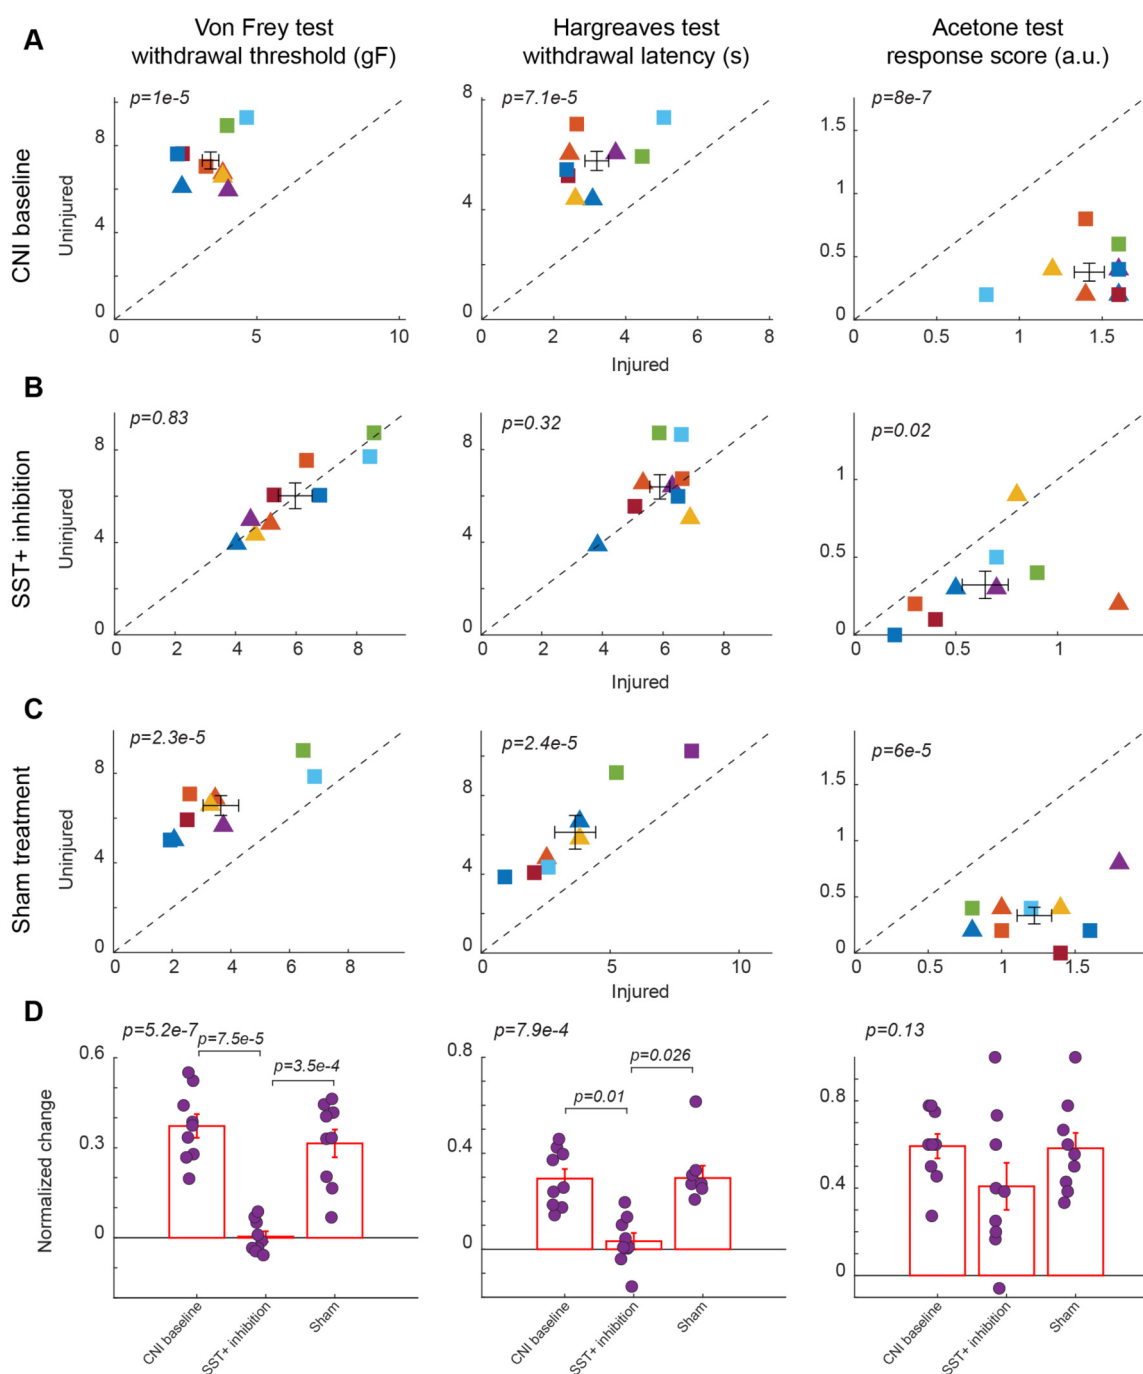 A
Von Frey test
withdrawal threshold (gF)
Hargreaves test
withdrawal latency (s)
Acetone test
response score (a.u.)
CNI baseline
Uninjured
p=1e-5
8
4
0
0
5
10
p=7.1e-5
8
4
0
0
2
4
6
8
Injured
p=8e-7
1.5
1
0.5
0
0
0.5
1
1.5
B
SST+ inhibition
Uninjured
p=0.83
8
4
0
0
2
4
6
8
p=0.32
8
4
0
0
2
4
6
8
Injured
p=0.02
1
0.5
0
0
0.5
1
C
Sham treatment
Uninjured
p=2.3e-5
8
4
0
0
2
4
6
8
p=2.4e-5
8
4
0
0
5
10
Injured
p=6e-5
1.5
1
0.5
0
0
0.5
1
1.5
D
Normalized change
p=5.2e-7
p=7.5e-5
p=3.5e-4
0.6
0.3
0
CNI baseline
SST+ inhibition
Sham
p=7.9e-4
p=0.026
p=0.01
0.8
0.4
0
CNI baseline
SST+ inhibition
Sham
p=0.13
0.8
0.4
0
CNI baseline
SST+ inhibition
Sham